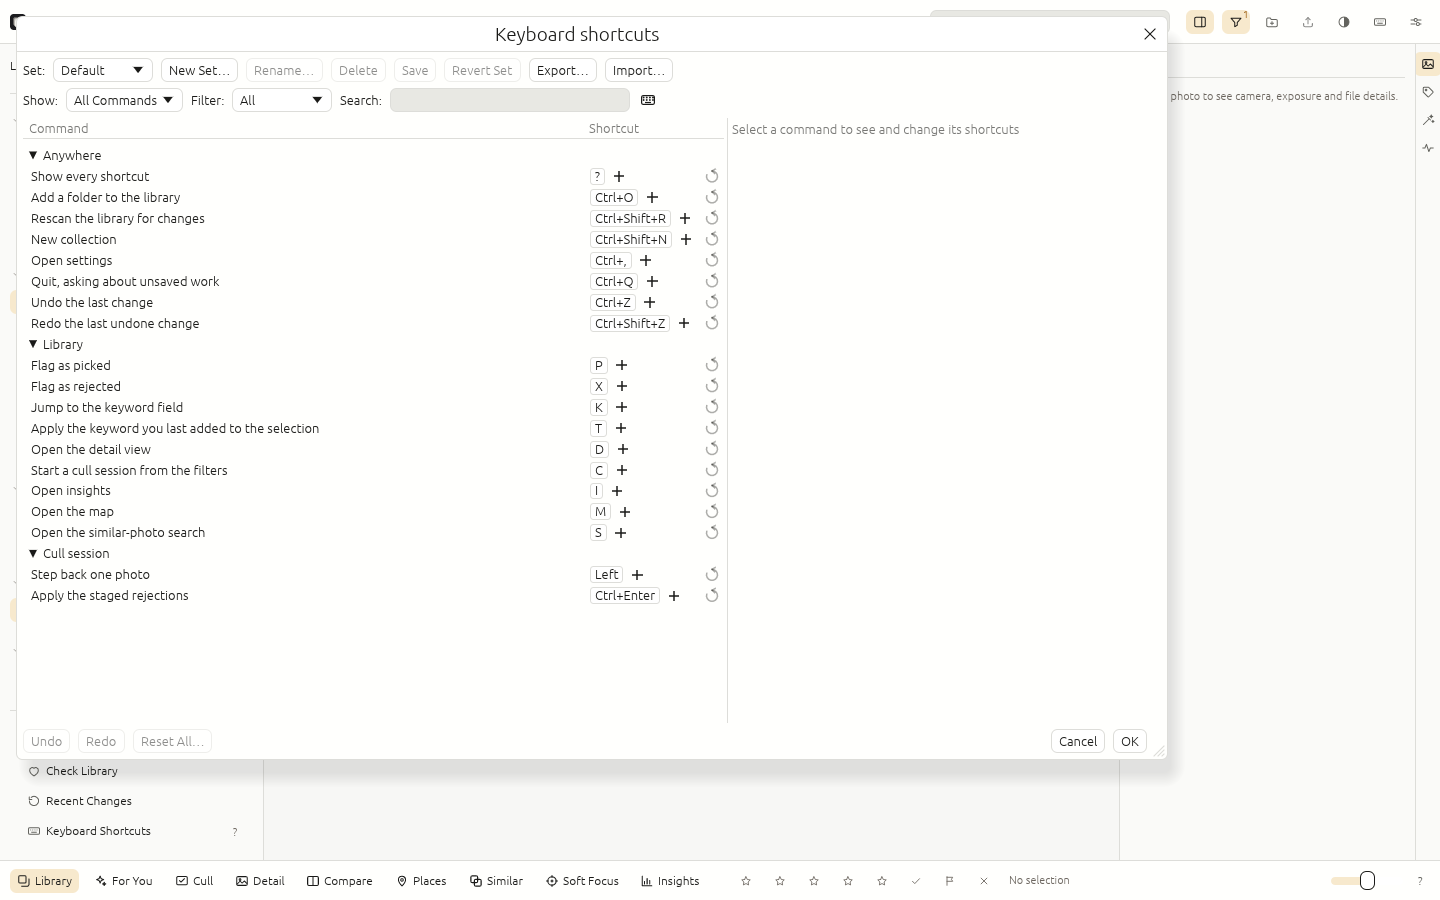 Keyboard shortcuts
Set: Default New Set... Rename... Delete Save Revert Set Export... Import...
Show: All Commands Filter: All Search:
Command Shortcut
Select a command to see and change its shortcuts
Anywhere
Show every shortcut ?
Add a folder to the library Ctrl+O
Rescan the library for changes Ctrl+Shift+R
New collection Ctrl+Shift+N
Open settings Ctrl+,
Quit, asking about unsaved work Ctrl+Q
Undo the last change Ctrl+Z
Redo the last undone change Ctrl+Shift+Z
Library
Flag as picked P
Flag as rejected X
Jump to the keyword field K
Apply the keyword you last added to the selection T
Open the detail view D
Start a cull session from the filters C
Open insights I
Open the map M
Open the similar-photo search S
Cull session
Step back one photo Left
Apply the staged rejections Ctrl+Enter
Undo Redo Reset All... Cancel OK
photo to see camera, exposure and file details.
Check Library
Recent Changes
Keyboard Shortcuts ?
Library For You Cull Detail Compare Places Similar Soft Focus Insights No selection ?